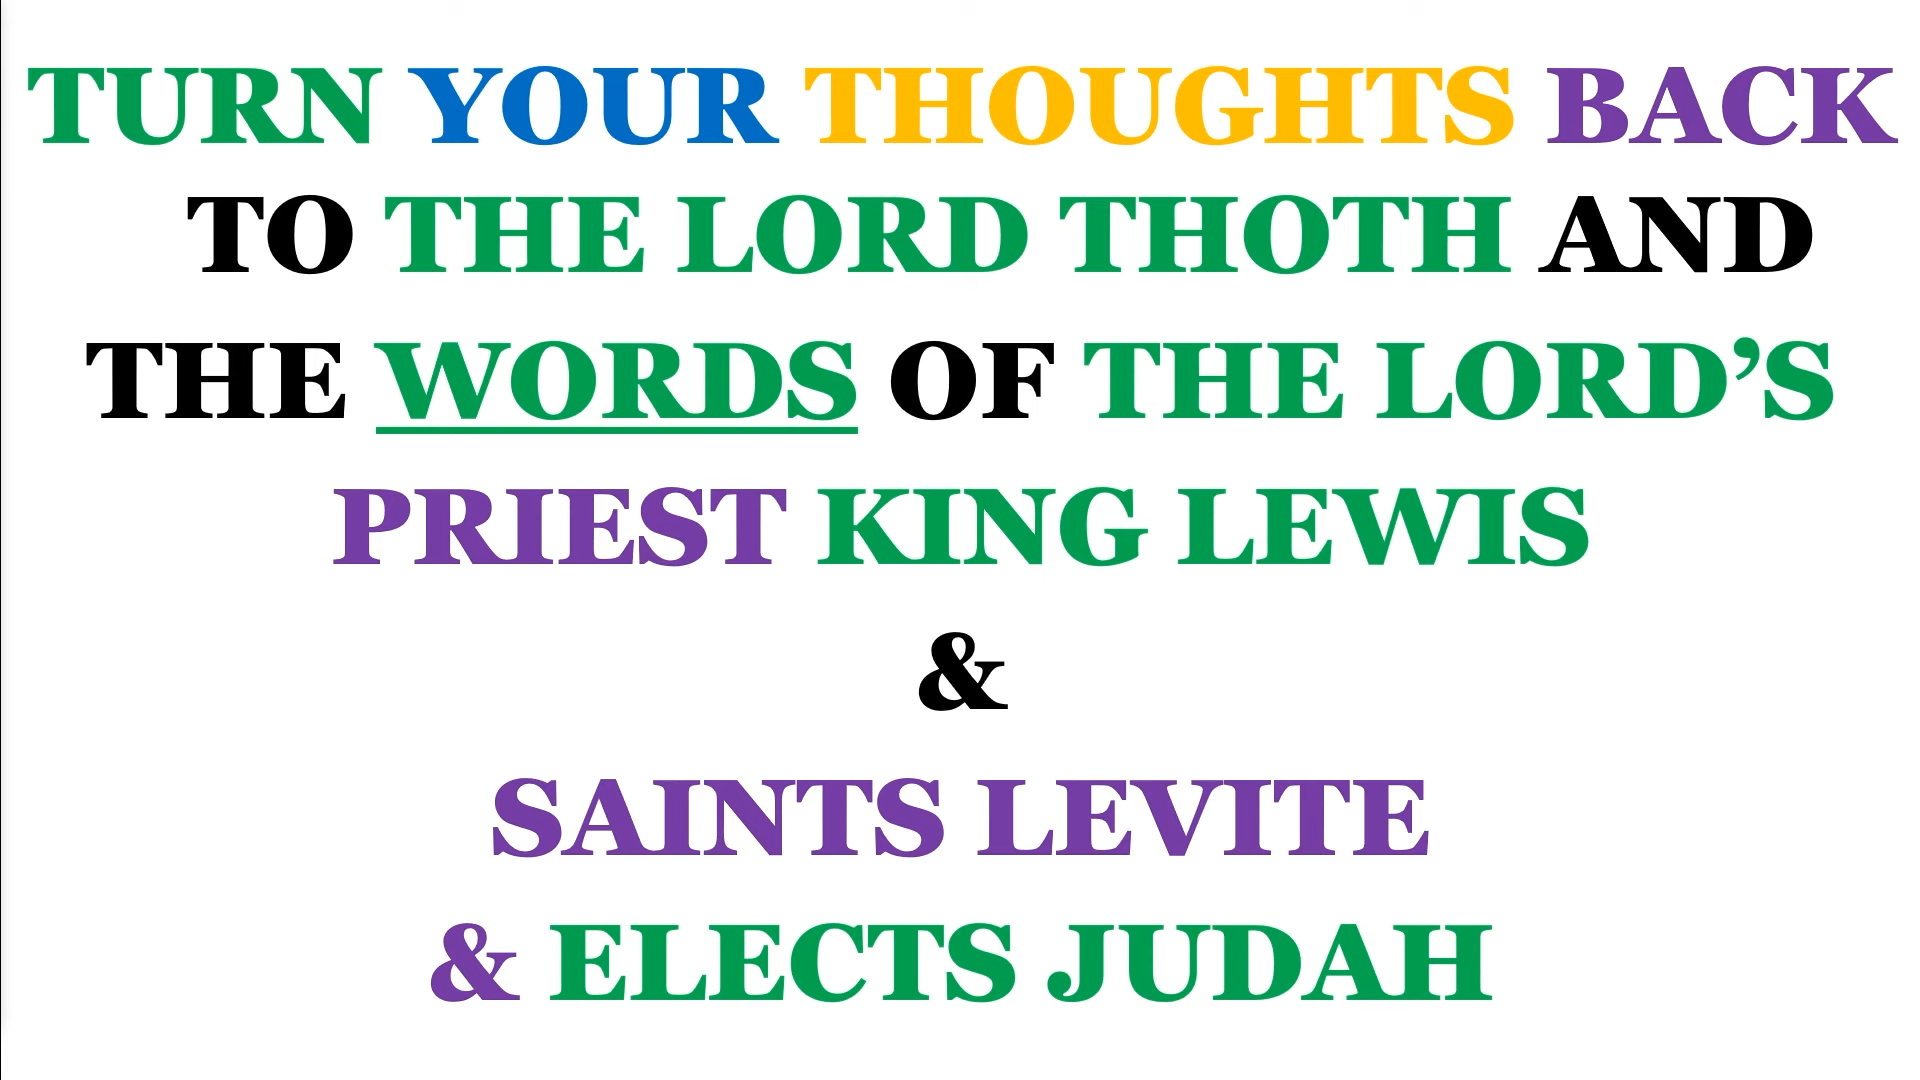 TURN YOUR THOUGHTS BACK
TO THE LORD THOTH AND
THE WORDS OF THE LORD’S
PRIEST KING LEWIS
&
SAINTS LEVITE
& ELECTS JUDAH